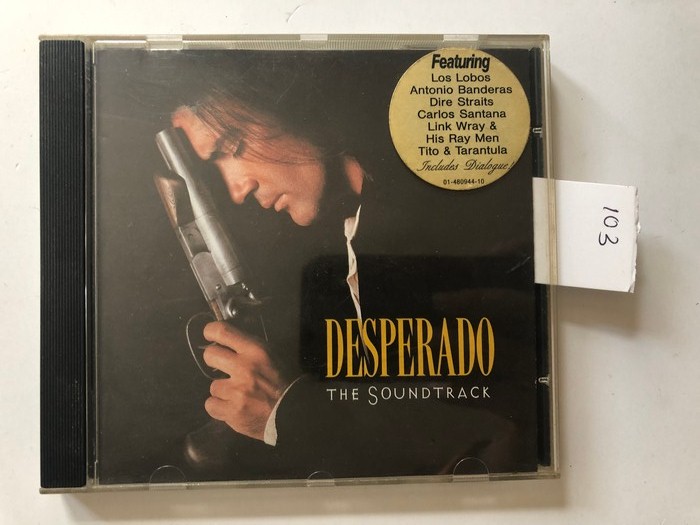 Featuring
Los Lobos
Antonio Banderas
Dire Straits
Carlos Santana
Link Wray &
His Ray Men
Tito & Tarantula
Includes Dialogue!
01-480944-10
103
DESPERADO
THE SOUNDTRACK